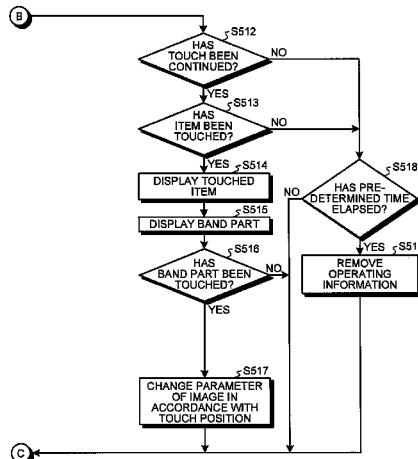 B
S512
HAS
TOUCH BEEN
CONTINUED?
NO
YES
S513
HAS
ITEM BEEN
TOUCHED?
NO
YES
S514
DISPLAY TOUCHED
ITEM
S515
DISPLAY BAND PART
S516
HAS
BAND PART BEEN
TOUCHED?
NO
YES
S517
CHANGE PARAMETER
OF IMAGE IN
ACCORDANCE WITH
TOUCH POSITION
S518
NO
HAS PRE-
DETERMINED TIME
ELAPSED?
YES
S51
REMOVE
OPERATING
INFORMATION
C